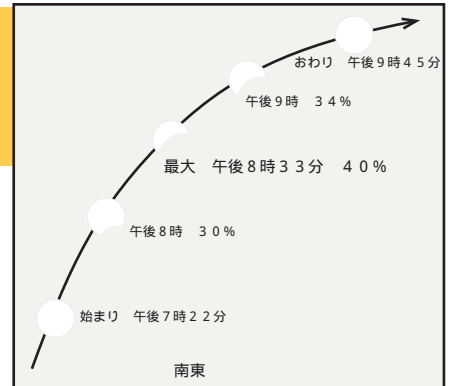 おわり　午後９時４５分
午後９時　３４％
最大　午後８時３３分　４０％
午後８時　３０％
始まり　午後７時２２分
南東